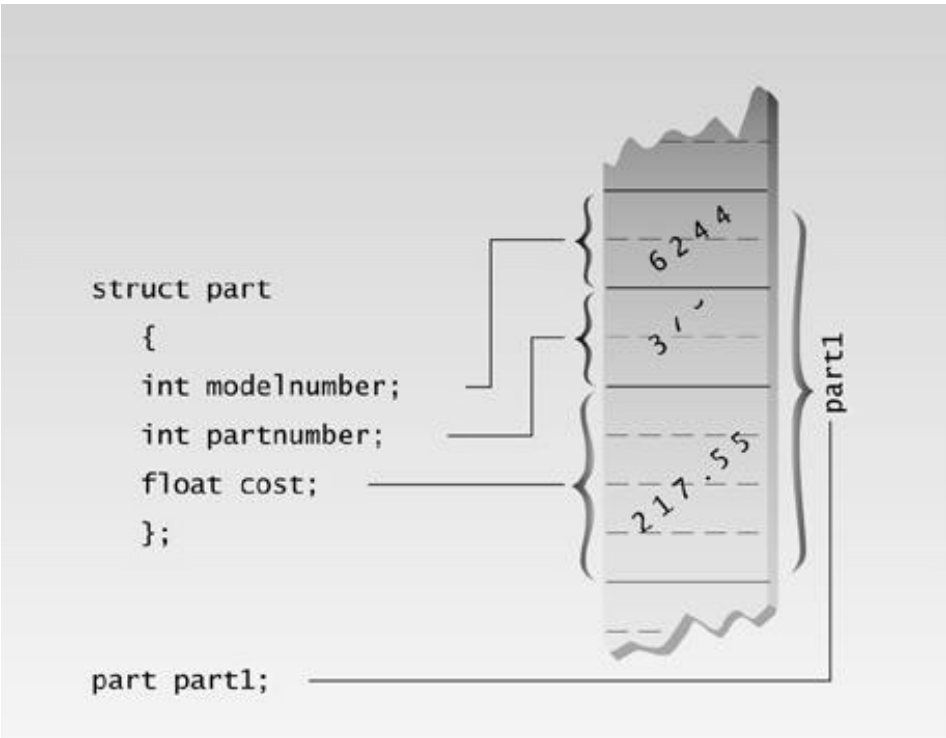 struct part
{
int modelnumber;
int partnumber;
float cost;
};
part part1;
6244
217.55
part1